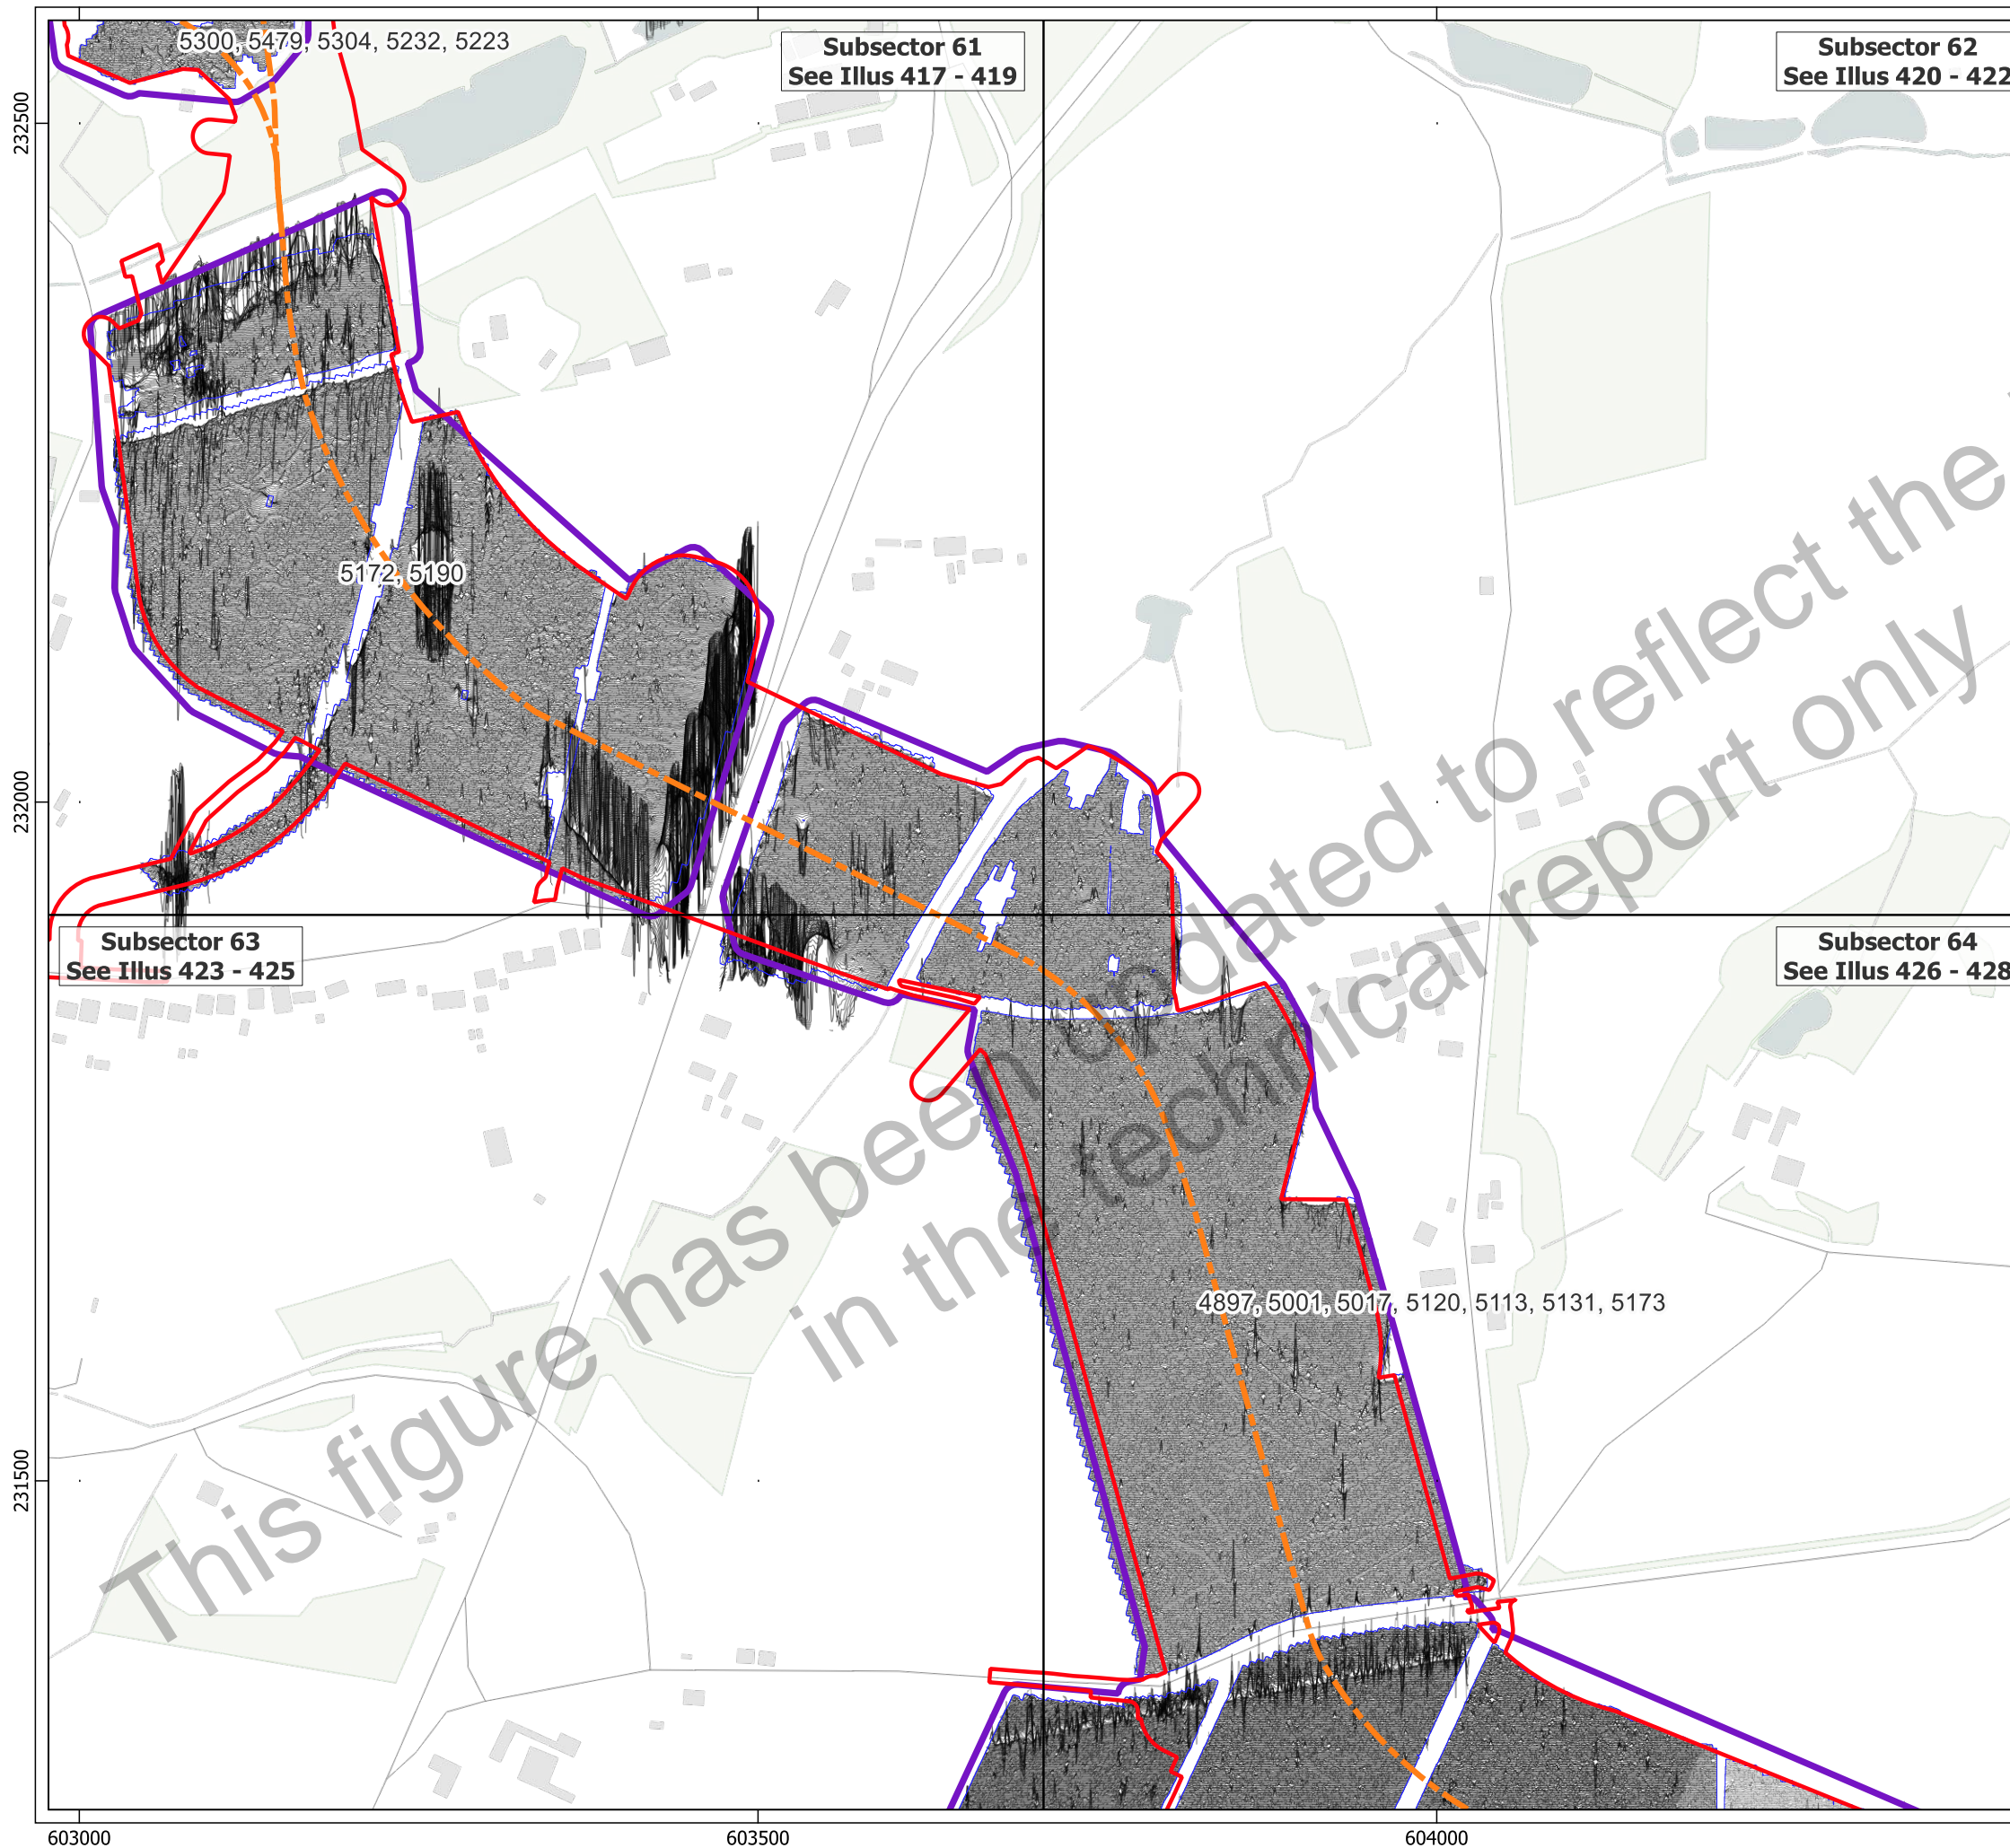 5300, 5479, 5304, 5232, 5223
Subsector 61
See Illus 417 - 419
Subsector 62
See Illus 420 - 422
232500
5172, 5190
232000
Subsector 63
See Illus 423 - 425
Subsector 64
See Illus 426 - 428
4897, 5001, 5017, 5120, 5113, 5131, 5173
231500
603000
603500
604000
This figure has been updated to reflect the
in the technical report only